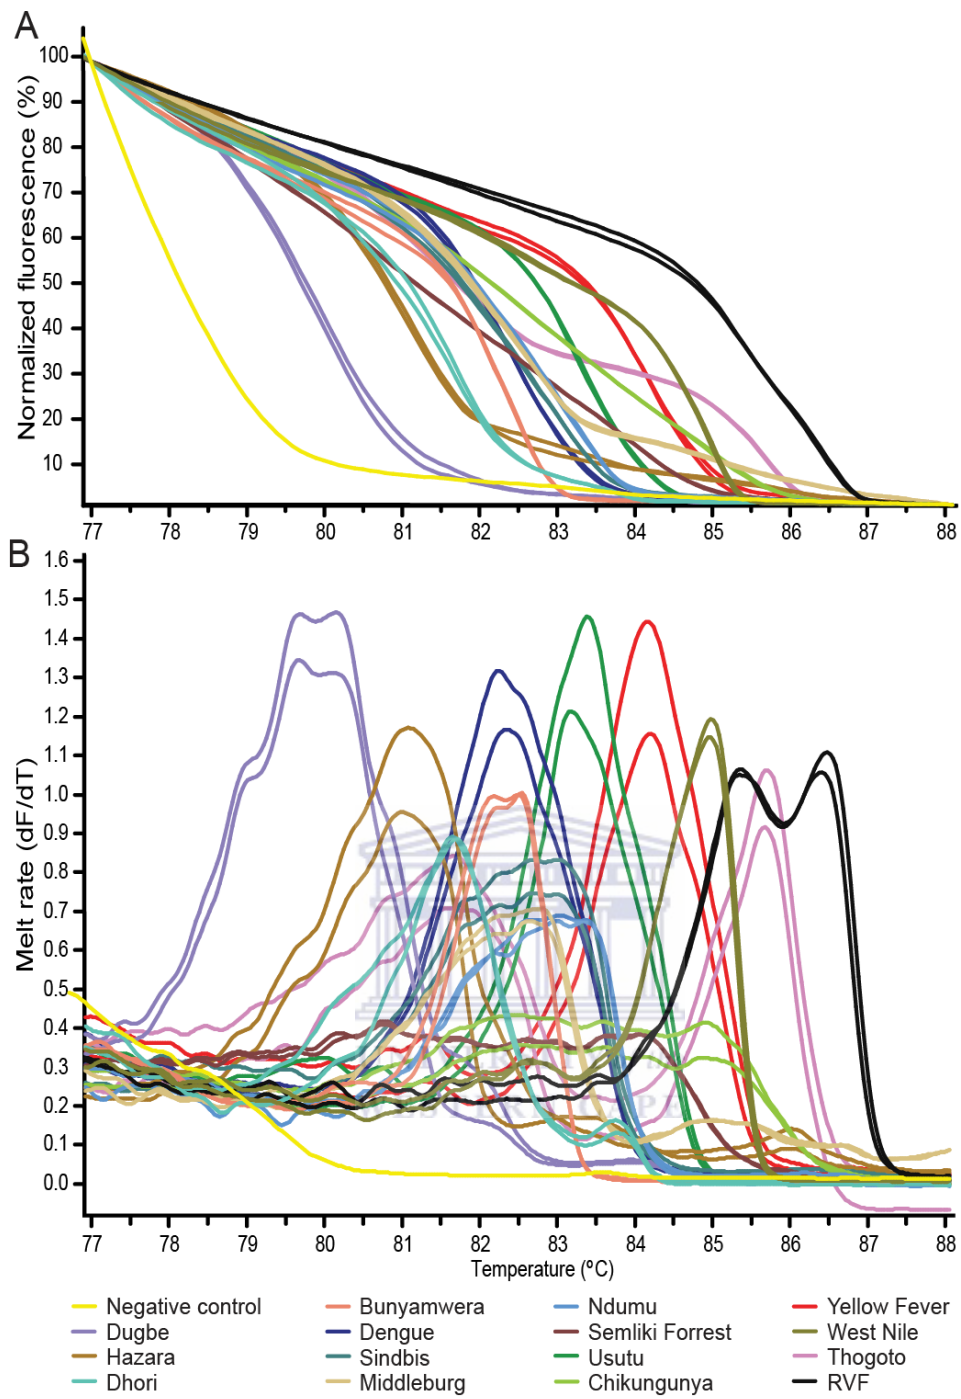 A
Normalized fluorescence (%)
100
90
80
70
60
50
40
30
20
10
77 78 79 80 81 82 83 84 85 86 87 88
B
Melt rate (dF/dT)
1.6
1.5
1.4
1.3
1.2
1.1
1.0
0.9
0.8
0.7
0.6
0.5
0.4
0.3
0.2
0.1
0.0
77 78 79 80 81 82 83 84 85 86 87 88
Temperature (ºC)
Negative control Bunyamwera Ndumu Yellow Fever
Dugbe Dengue Semliki Forrest West Nile
Hazara Sindbis Usutu Thogoto
Dhori Middleburg Chikungunya RVF